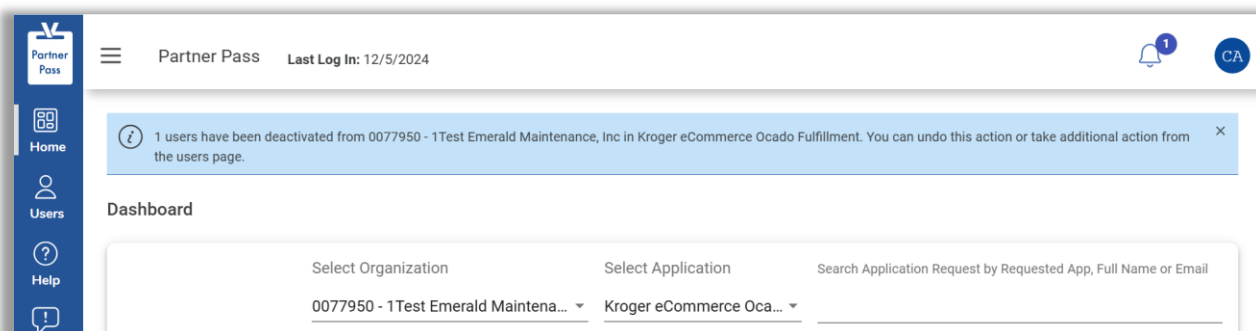 Partner
Pass
Partner Pass
Last Log In: 12/5/2024
1
CA
Home
1 users have been deactivated from 0077950 - 1Test Emerald Maintenance, Inc in Kroger eCommerce Ocado Fulfillment. You can undo this action or take additional action from
the users page.
Users
Dashboard
Help
Select Organization
Select Application
Search Application Request by Requested App, Full Name or Email
0077950 - 1Test Emerald Maintena...
Kroger eCommerce Oca...